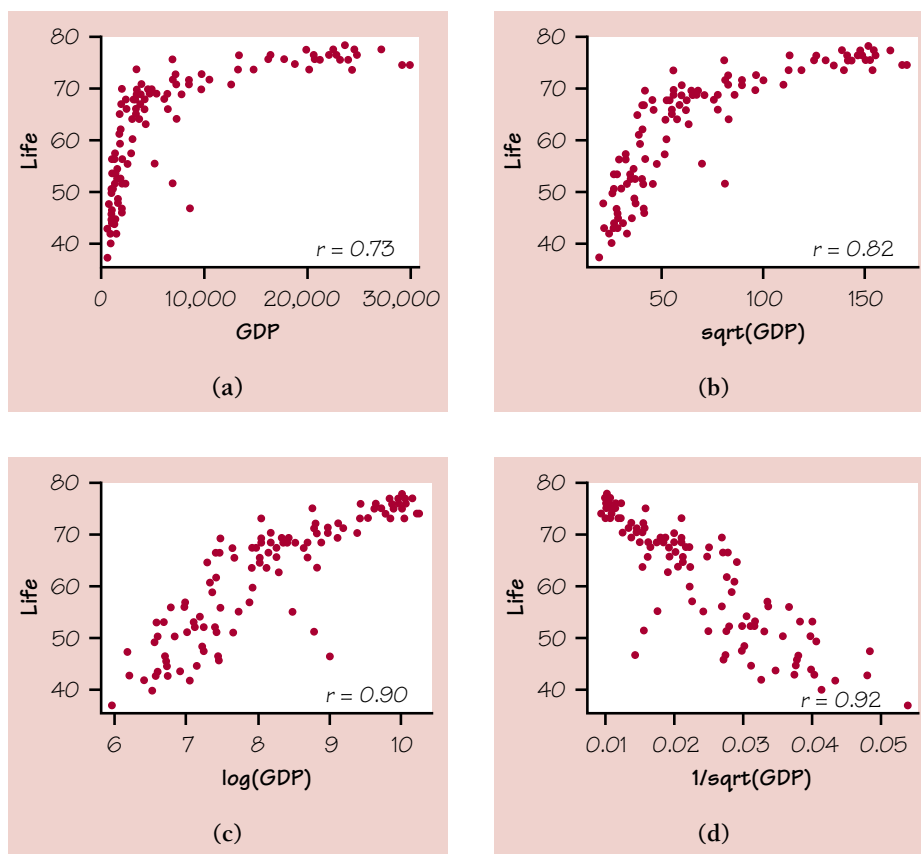 80
70
60
50
40
Life
r = 0.73
0
10,000
20,000
30,000
GDP
(a)
80
70
60
50
40
Life
r = 0.82
50
100
150
sqrt(GDP)
(b)
80
70
60
50
40
Life
r = 0.90
6
7
8
9
10
log(GDP)
(c)
80
70
60
50
40
Life
r = 0.92
0.01
0.02
0.03
0.04
0.05
1/sqrt(GDP)
(d)